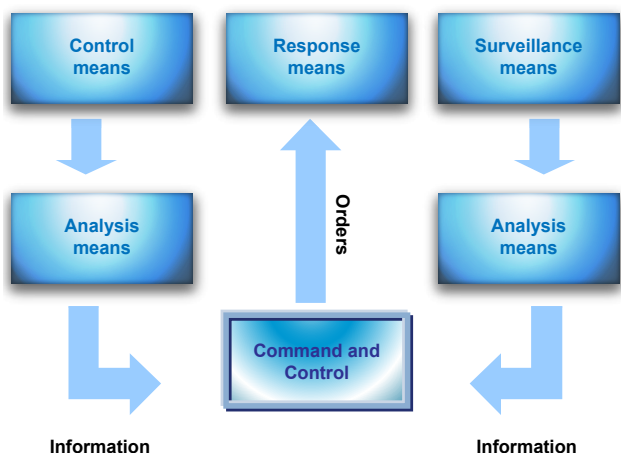 Control
means
Response
means
Surveillance
means
Analysis
means
Orders
Analysis
means
Command and
Control
Information
Information